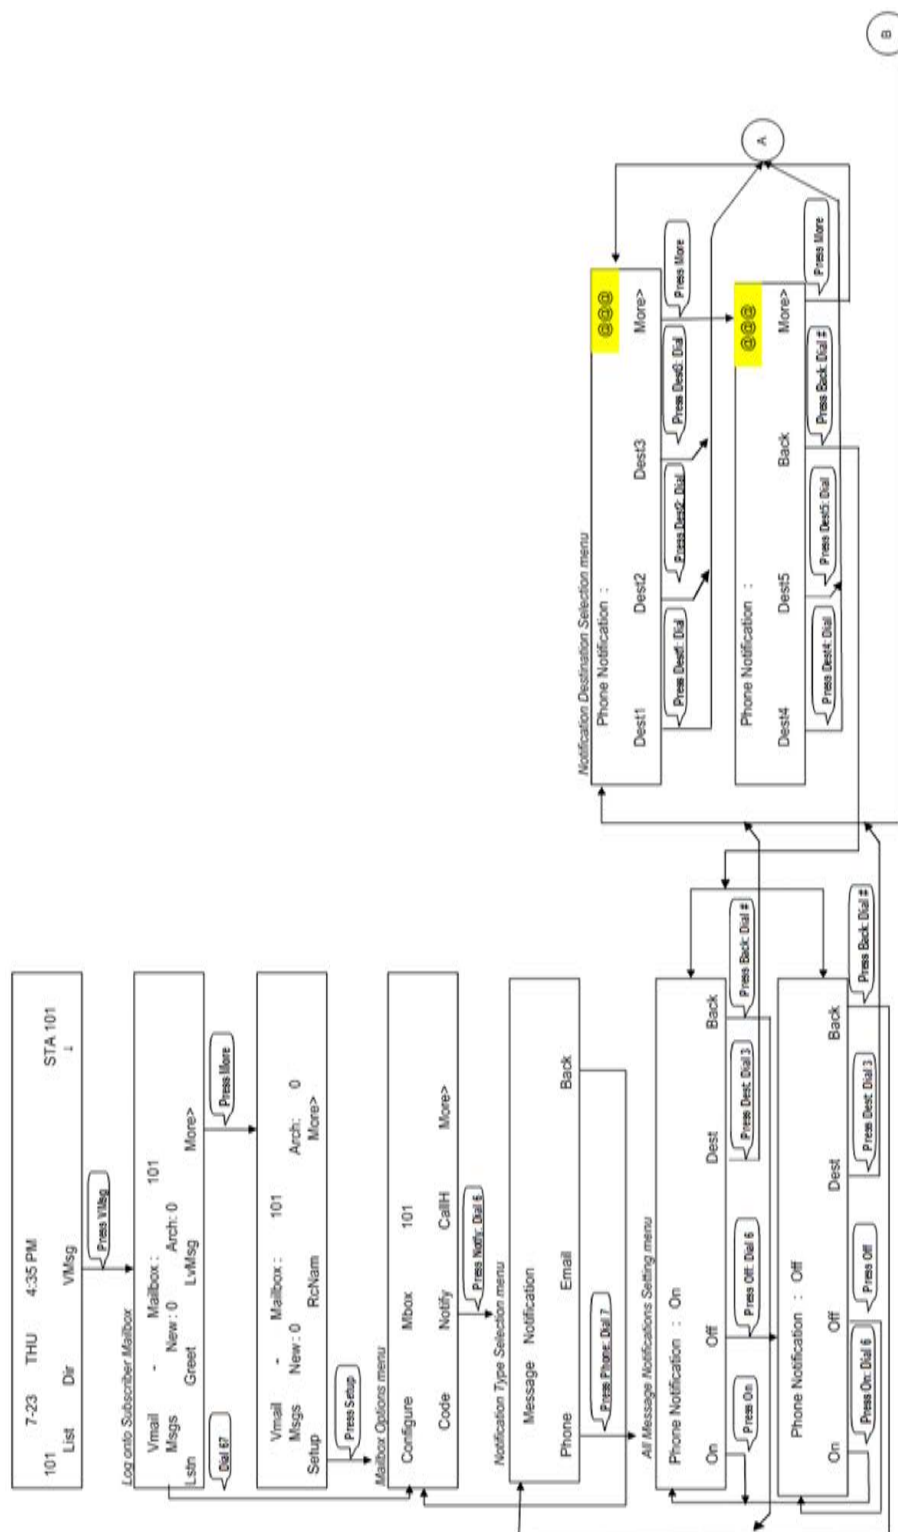 101 7-23 THU 4:35 PM STA 101
List Dir VMsg ↓
Press VMsg
Log onto Subscriber Mailbox
Vmail - Mailbox : 101
Msgs New : 0 Arch: 0
Lstn Greet LvMsg More>
Dial 67
Press More
Vmail - Mailbox : 101
Msgs New : 0 Arch: 0
Setup RcNam More>
Press Setup
Mailbox Options menu
Configure Mbox 101
Code Notify CallH More>
Press Notify: Dial 6
Notification Type Selection menu
Message Notification
Phone Email Back
Press Phone: Dial 7
All Message Notifications Setting menu
Phone Notification : On
On Off Dest Back
Press On
Press Off: Dial 6
Press Dest: Dial 3
Press Back: Dial #
Phone Notification : Off
On Off Dest Back
Press On: Dial 6
Press Off
Press Dest: Dial 3
Press Back: Dial #
Notification Destination Selection menu
Phone Notification : @@@
Dest1 Dest2 Dest3 More>
Press Dest2: Dial
Press More
Phone Notification : @@@
Dest4 Dest5 Back More>
Press Dest4: Dial
Press Dest5: Dial
Press Back: Dial #
Press More
A
B